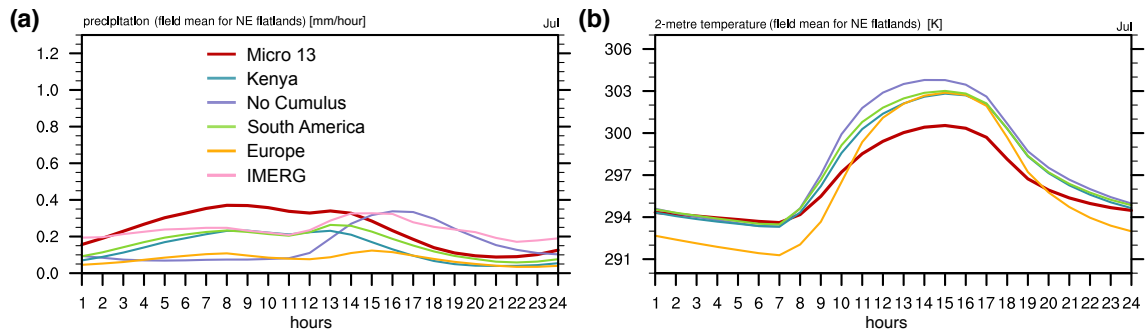 (a)
precipitation (field mean for NE flatlands) [mm/hour]
Jul
1.2
1.0
0.8
0.6
0.4
0.2
0.0
Micro 13
Kenya
No Cumulus
South America
Europe
IMERG
1 2 3 4 5 6 7 8 9 10 11 12 13 14 15 16 17 18 19 20 21 22 23 24
hours
(b)
2-metre temperature (field mean for NE flatlands) [K]
Jul
306
303
300
297
294
291
1 2 3 4 5 6 7 8 9 10 11 12 13 14 15 16 17 18 19 20 21 22 23 24
hours